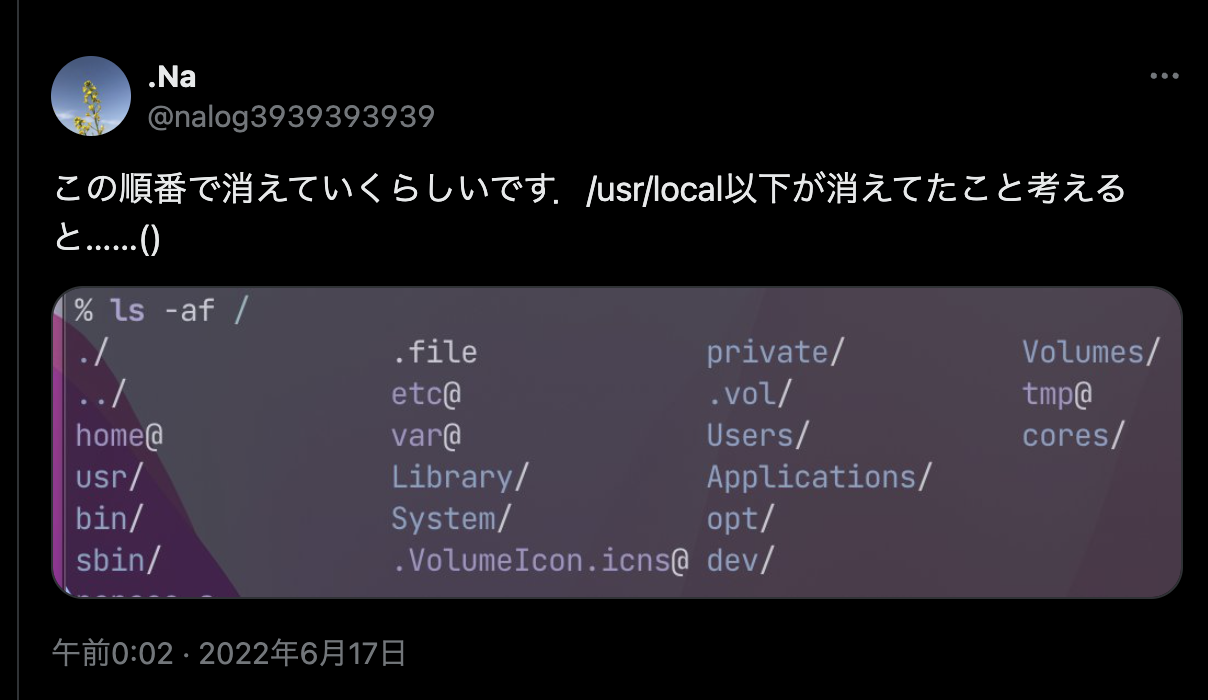 .Na
@nalog3939393939
この順番で消えていくらしいです．/usr/local以下が消えてたこと考える
と......()
% ls -af /
./ .file private/ Volumes/
../ etc@ .vol/ tmp@
home@ var@ Users/ cores/
usr/ Library/ Applications/
bin/ System/ opt/
sbin/ .VolumeIcon.icns@ dev/
午前0:02 · 2022年6月17日